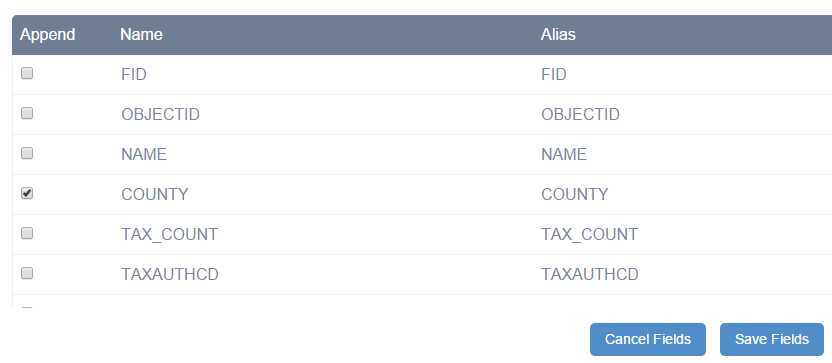 Append Name Alias
FID FID
OBJECTID OBJECTID
NAME NAME
COUNTY COUNTY
TAX_COUNT TAX_COUNT
TAXAUTHCD TAXAUTHCD
Cancel Fields Save Fields